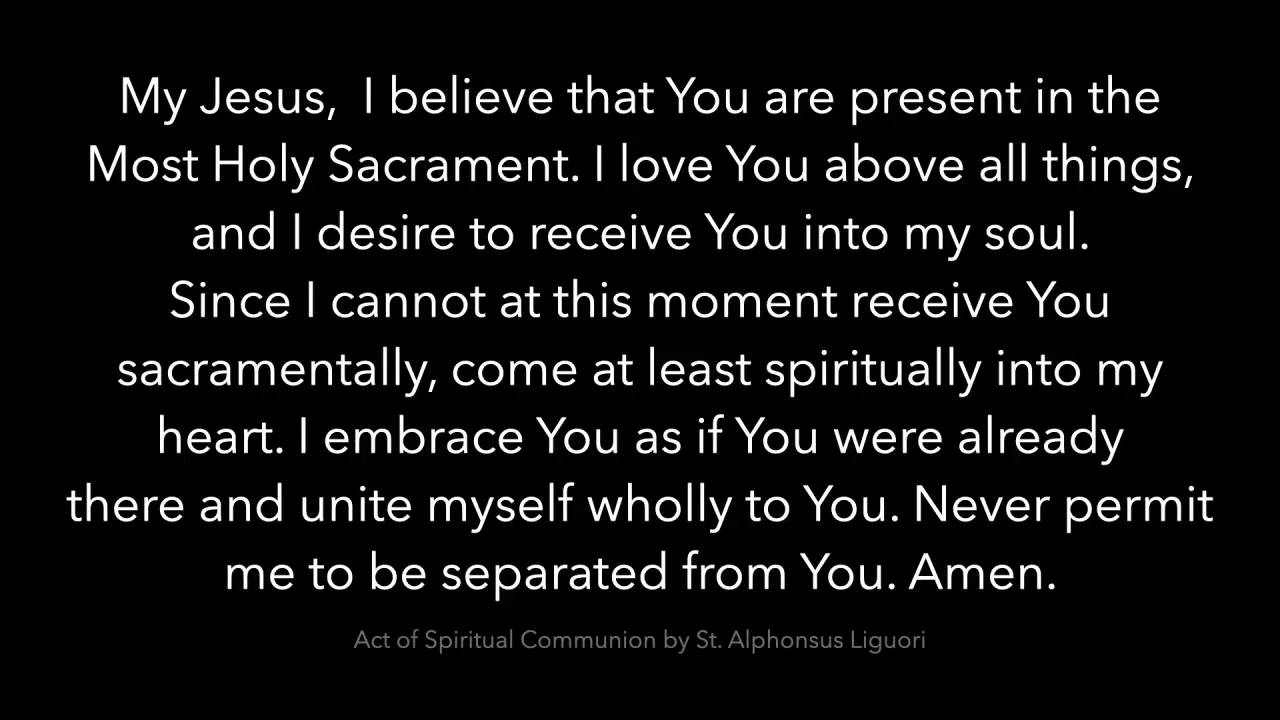 My Jesus,  I believe that You are present in the
Most Holy Sacrament. I love You above all things,
and I desire to receive You into my soul.
Since I cannot at this moment receive You
sacramentally, come at least spiritually into my
heart. I embrace You as if You were already
there and unite myself wholly to You. Never permit
me to be separated from You. Amen.
Act of Spiritual Communion by St. Alphonsus Liguori